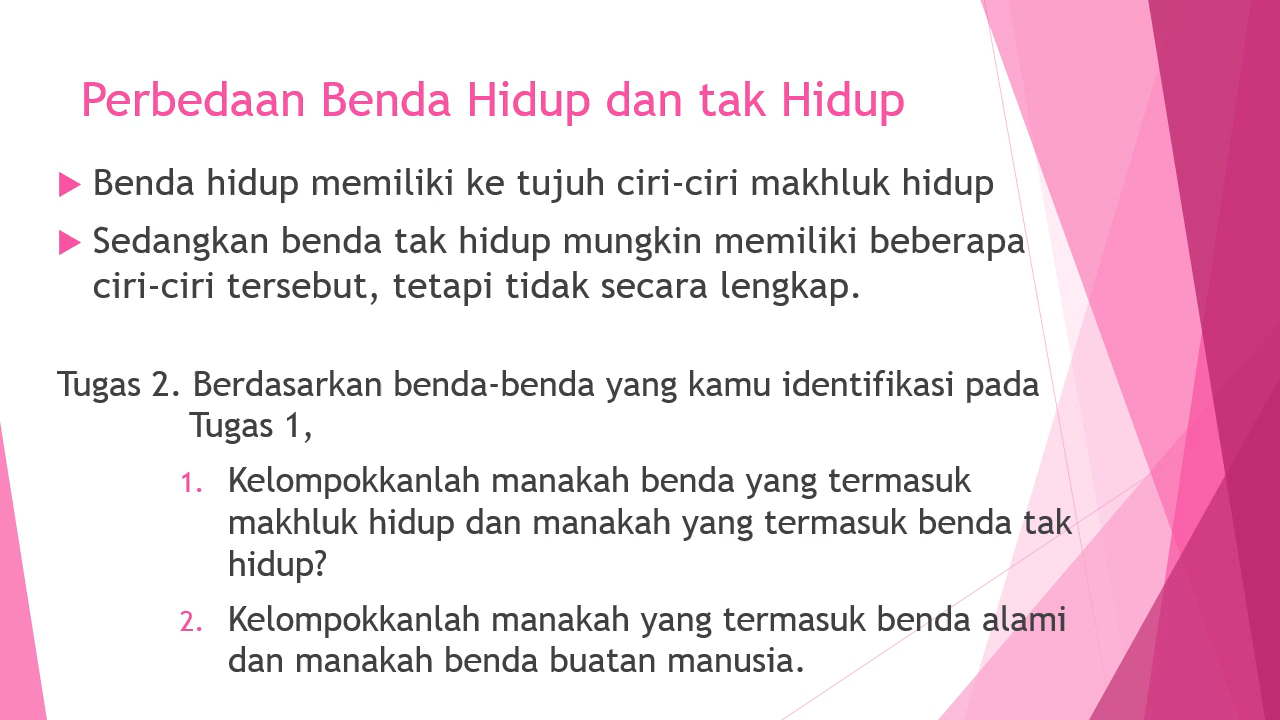 Perbedaan Benda Hidup dan tak Hidup
Benda hidup memiliki ke tujuh ciri-ciri makhluk hidup
Sedangkan benda tak hidup mungkin memiliki beberapa
ciri-ciri tersebut, tetapi tidak secara lengkap.
Tugas 2. Berdasarkan benda-benda yang kamu identifikasi pada
Tugas 1,
1. Kelompokkanlah manakah benda yang termasuk
makhluk hidup dan manakah yang termasuk benda tak
hidup?
2. Kelompokkanlah manakah yang termasuk benda alami
dan manakah benda buatan manusia.